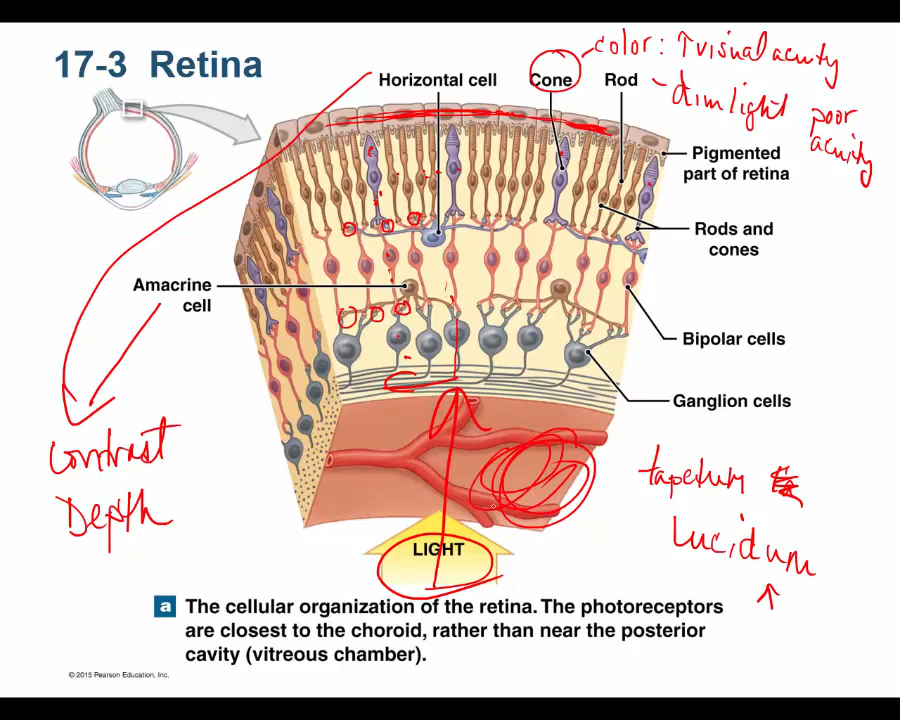 17-3 Retina
color: ↑visual acuity
Horizontal cell
Cone
Rod
dim light
poor
acuity
Pigmented
part of retina
Rods and
cones
Amacrine
cell
Bipolar cells
Ganglion cells
Contrast
Depth
tapetum
Lucidum
↑
LIGHT
a The cellular organization of the retina. The photoreceptors
are closest to the choroid, rather than near the posterior
cavity (vitreous chamber).
© 2015 Pearson Education, Inc.